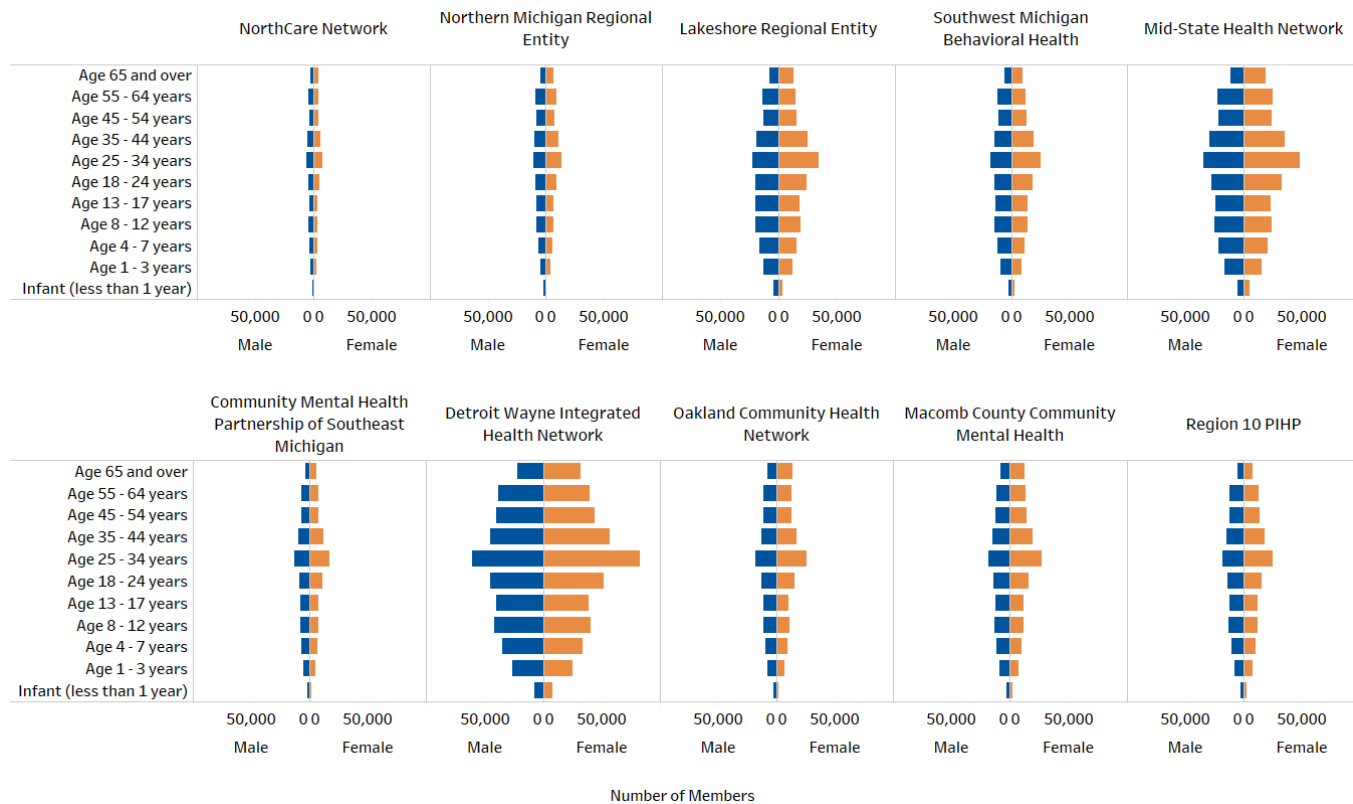 NorthCare Network
Northern Michigan Regional
Entity
Lakeshore Regional Entity
Southwest Michigan
Behavioral Health
Mid-State Health Network
Age 65 and over
Age 55 - 64 years
Age 45 - 54 years
Age 35 - 44 years
Age 25 - 34 years
Age 18 - 24 years
Age 13 - 17 years
Age 8 - 12 years
Age 4 - 7 years
Age 1 - 3 years
Infant (less than 1 year)
50,000 0 0 50,000 50,000 0 0 50,000 50,000 0 0 50,000 50,000 0 0 50,000 50,000 0 0 50,000
Male Female Male Female Male Female Male Female Male Female
Community Mental Health
Partnership of Southeast
Michigan
Detroit Wayne Integrated
Health Network
Oakland Community Health
Network
Macomb County Community
Mental Health
Region 10 PIHP
Age 65 and over
Age 55 - 64 years
Age 45 - 54 years
Age 35 - 44 years
Age 25 - 34 years
Age 18 - 24 years
Age 13 - 17 years
Age 8 - 12 years
Age 4 - 7 years
Age 1 - 3 years
Infant (less than 1 year)
50,000 0 0 50,000 50,000 0 0 50,000 50,000 0 0 50,000 50,000 0 0 50,000 50,000 0 0 50,000
Male Female Male Female Male Female Male Female Male Female
Number of Members